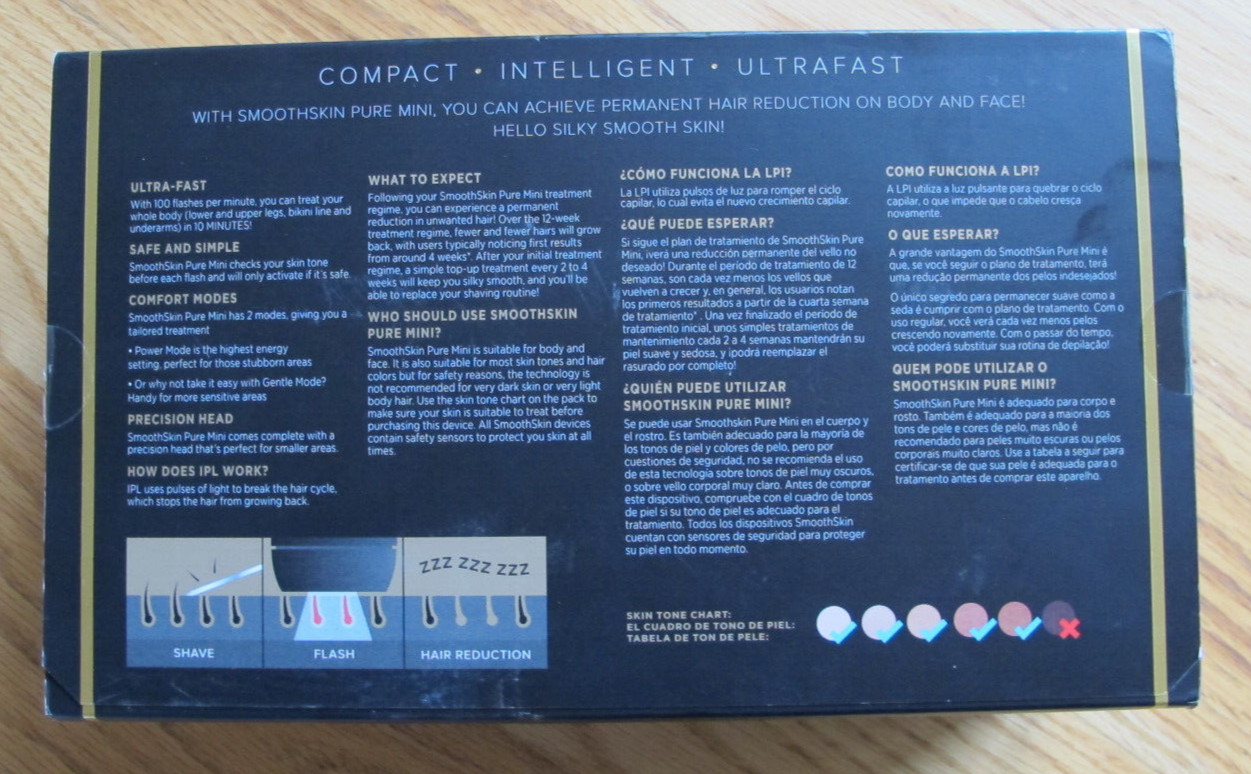 COMPACT • INTELLIGENT • ULTRAFAST
WITH SMOOTHSKIN PURE MINI, YOU CAN ACHIEVE PERMANENT HAIR REDUCTION ON BODY AND FACE!
HELLO SILKY SMOOTH SKIN!
ULTRA-FAST
With 100 flashes per minute, you can treat your
whole body (lower and upper legs, bikini line and
underarms) in 10 MINUTES!
SAFE AND SIMPLE
SmoothSkin Pure Mini checks your skin tone
before each flash and will only activate if it's safe.
COMFORT MODES
SmoothSkin Pure Mini has 2 modes, giving you a
tailored treatment
• Power Mode is the highest energy
setting, perfect for those stubborn areas
• Or why not take it easy with Gentle Mode?
Handy for more sensitive areas
PRECISION HEAD
SmoothSkin Pure Mini comes complete with a
precision head that's perfect for smaller areas.
HOW DOES IPL WORK?
IPL uses pulses of light to break the hair cycle,
which stops the hair from growing back.
WHAT TO EXPECT
Following your SmoothSkin Pure Mini treatment
regime, you can experience a permanent
reduction in unwanted hair! Over the 12-week
treatment regime, fewer and fewer hairs will grow
back, with users typically noticing first results
from around 4 weeks*. After your initial treatment
regime, a simple top-up treatment every 2 to 4
weeks will keep you silky smooth, and you'll be
able to replace your shaving routine!
WHO SHOULD USE SMOOTHSKIN
PURE MINI?
SmoothSkin Pure Mini is suitable for body and
face. It is also suitable for most skin tones and hair
colors but for safety reasons, the technology is
not recommended for very dark skin or very light
body hair. Use the skin tone chart on the pack to
make sure your skin is suitable to treat before
purchasing this device. All SmoothSkin devices
contain safety sensors to protect you skin at all
times.
¿CÓMO FUNCIONA LA LPI?
La LPI utiliza pulsos de luz para romper el ciclo
capilar, lo cual evita el nuevo crecimiento capilar.
¿QUÉ PUEDE ESPERAR?
Si sigue el plan de tratamiento de SmoothSkin Pure
Mini, ¡verá una reducción permanente del vello no
deseado! Durante el periodo de tratamiento de 12
semanas, son cada vez menos los vellos que
vuelven a crecer y, en general, los usuarios notan
los primeros resultados a partir de la cuarta semana
de tratamiento*. Una vez finalizado el periodo de
tratamiento inicial, unos simples tratamientos de
mantenimiento cada 2 a 4 semanas mantendrán su
piel suave y sedosa, y ¡podrá reemplazar el
rasurado por completo!
¿QUIÉN PUEDE UTILIZAR
SMOOTHSKIN PURE MINI?
Se puede usar Smoothskin Pure Mini en el cuerpo y
el rostro. Es también adecuado para la mayoría de
los tonos de piel y colores de pelo, pero por
cuestiones de seguridad, no se recomienda el uso
de esta tecnología sobre tonos de piel muy oscuros,
o sobre vello corporal muy claro. Antes de comprar
este dispositivo, compruebe con el cuadro de tonos
de piel si su tono de piel es adecuado para el
tratamiento. Todos los dispositivos SmoothSkin
cuentan con sensores de seguridad para proteger
su piel en todo momento.
COMO FUNCIONA A LPI?
A LPI utiliza a luz pulsante para quebrar o ciclo
capilar, o que impede que o cabelo cresça
novamente.
O QUE ESPERAR?
A grande vantagem do SmoothSkin Pure Mini é
que, se você seguir o plano de tratamento, terá
uma redução permanente dos pelos indesejados!
O único segredo para permanecer suave como a
seda é cumprir com o plano de tratamento. Com o
uso regular, você verá cada vez menos pelos
crescendo novamente. Com o passar do tempo,
você poderá substituir sua rotina de depilação!
QUEM PODE UTILIZAR O
SMOOTHSKIN PURE MINI?
SmoothSkin Pure Mini é adequado para corpo e
rosto. Também é adequado para a maioria dos
tons de pele e cores de pelo, mas não é
recomendado para peles muito escuras ou pelos
corporais muito claros. Use a tabela a seguir para
certificar-se de que sua pele é adequada para o
tratamento antes de comprar este aparelho.
ZZZ ZZZ ZZZ
SHAVE
FLASH
HAIR REDUCTION
SKIN TONE CHART:
EL CUADRO DE TONO DE PIEL:
TABELA DE TON DE PELE: